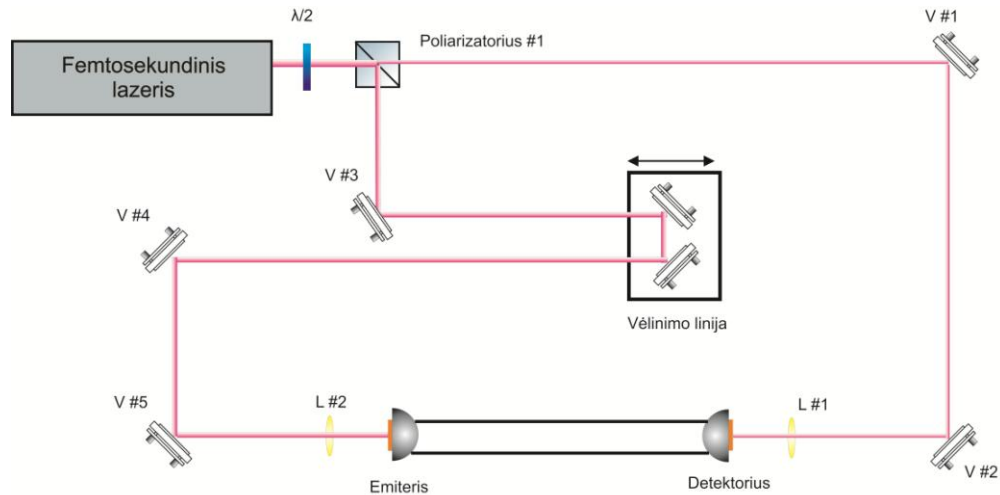 λ/2
V #1
Poliarizatorius #1
Femtosekundinis
lazeris
V #3
V #4
Vėlinimo linija
V #5
L #2
L #1
V #2
Emiteris
Detektorius